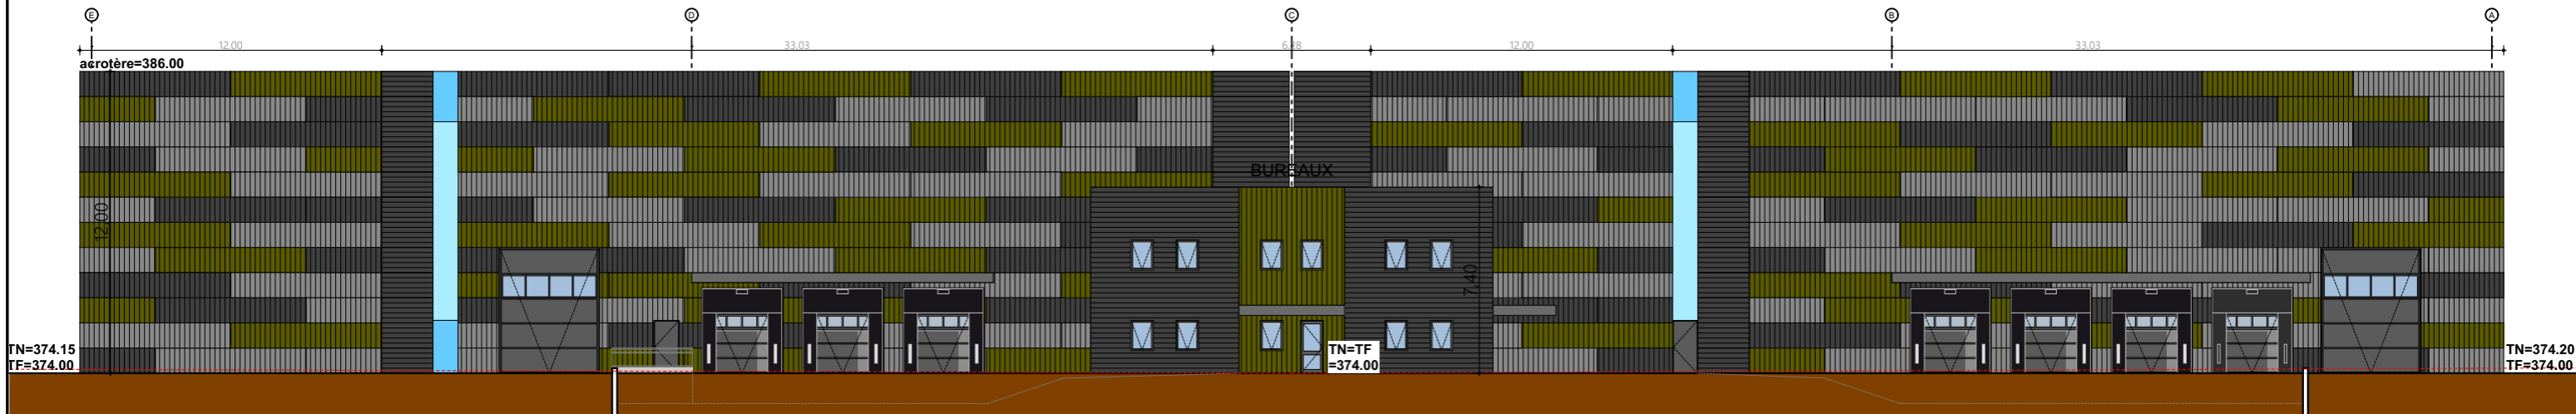 E D C B A
12.00 33.03 6.28 12.00 33.03
acrotère=386.00
BUREAUX
12.00
7.40
TN=374.15
TF=374.00
TN=TF
=374.00
TN=374.20
TF=374.00